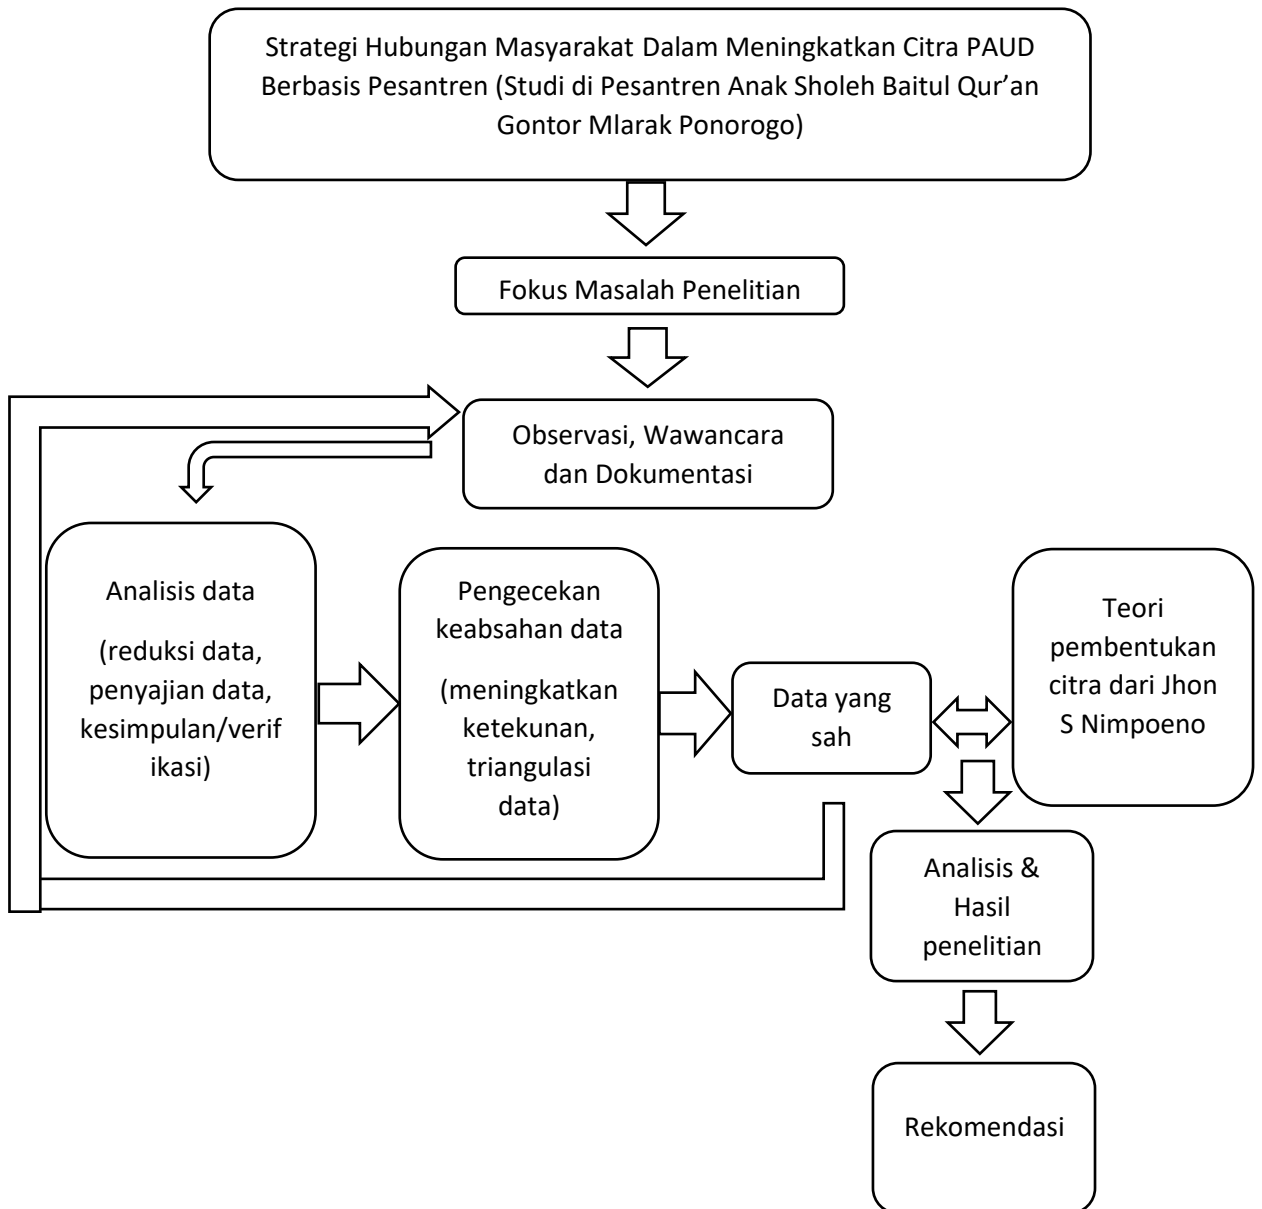 Strategi Hubungan Masyarakat Dalam Meningkatkan Citra PAUD
Berbasis Pesantren (Studi di Pesantren Anak Sholeh Baitul Qur’an
Gontor Mlarak Ponorogo)
Fokus Masalah Penelitian
Observasi, Wawancara
dan Dokumentasi
Analisis data
(reduksi data,
penyajian data,
kesimpulan/verif
ikasi)
Pengecekan
keabsahan data
(meningkatkan
ketekunan,
triangulasi
data)
Data yang
sah
Teori
pembentukan
citra dari Jhon
S Nimpoeno
Analisis &
Hasil
penelitian
Rekomendasi